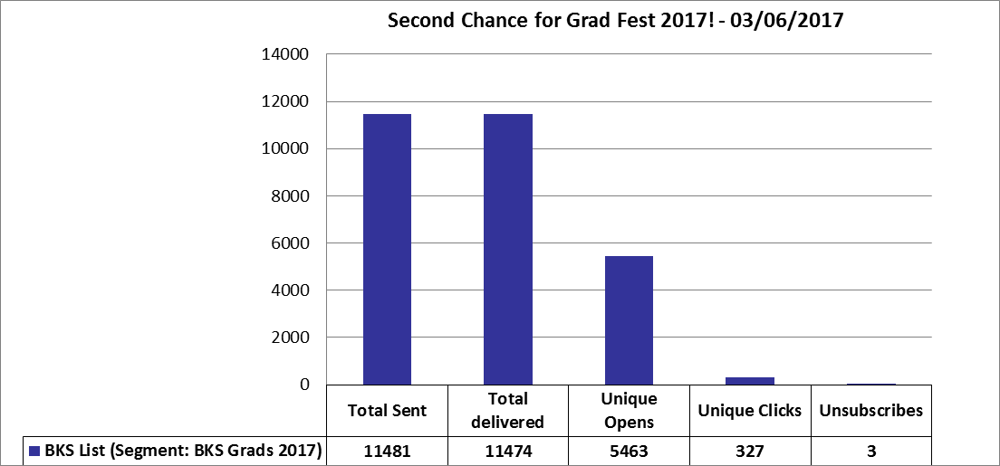 Second Chance for Grad Fest 2017! - 03/06/2017
14000
12000
10000
8000
6000
4000
2000
0
Total Sent
Total
delivered
Unique
Opens
Unique Clicks
Unsubscribes
BKS List (Segment: BKS Grads 2017)
11481
11474
5463
327
3